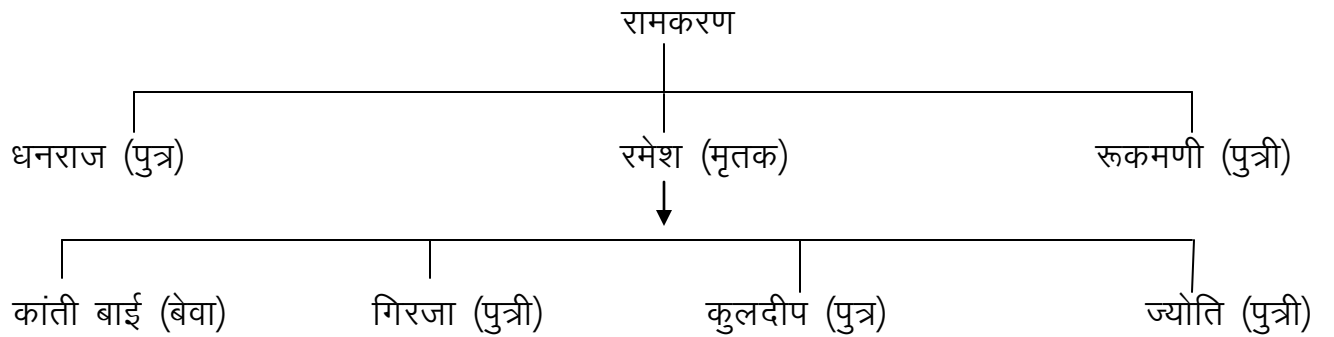 रामकरण
धनराज (पुत्र) रमेश (मृतक) रूकमणी (पुत्री)
कांती बाई (बेवा) गिरजा (पुत्री) कुलदीप (पुत्र) ज्योति (पुत्री)